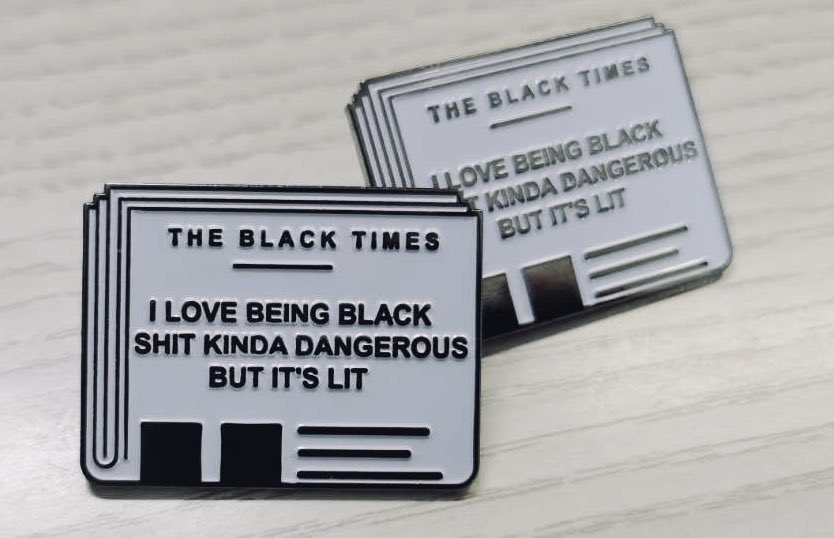 THE BLACK TIMES
I LOVE BEING BLACK
SHIT KINDA DANGEROUS
BUT IT'S LIT
THE BLACK TIMES
I LOVE BEING BLACK
KINDA DANGEROUS
BUT IT'S LIT